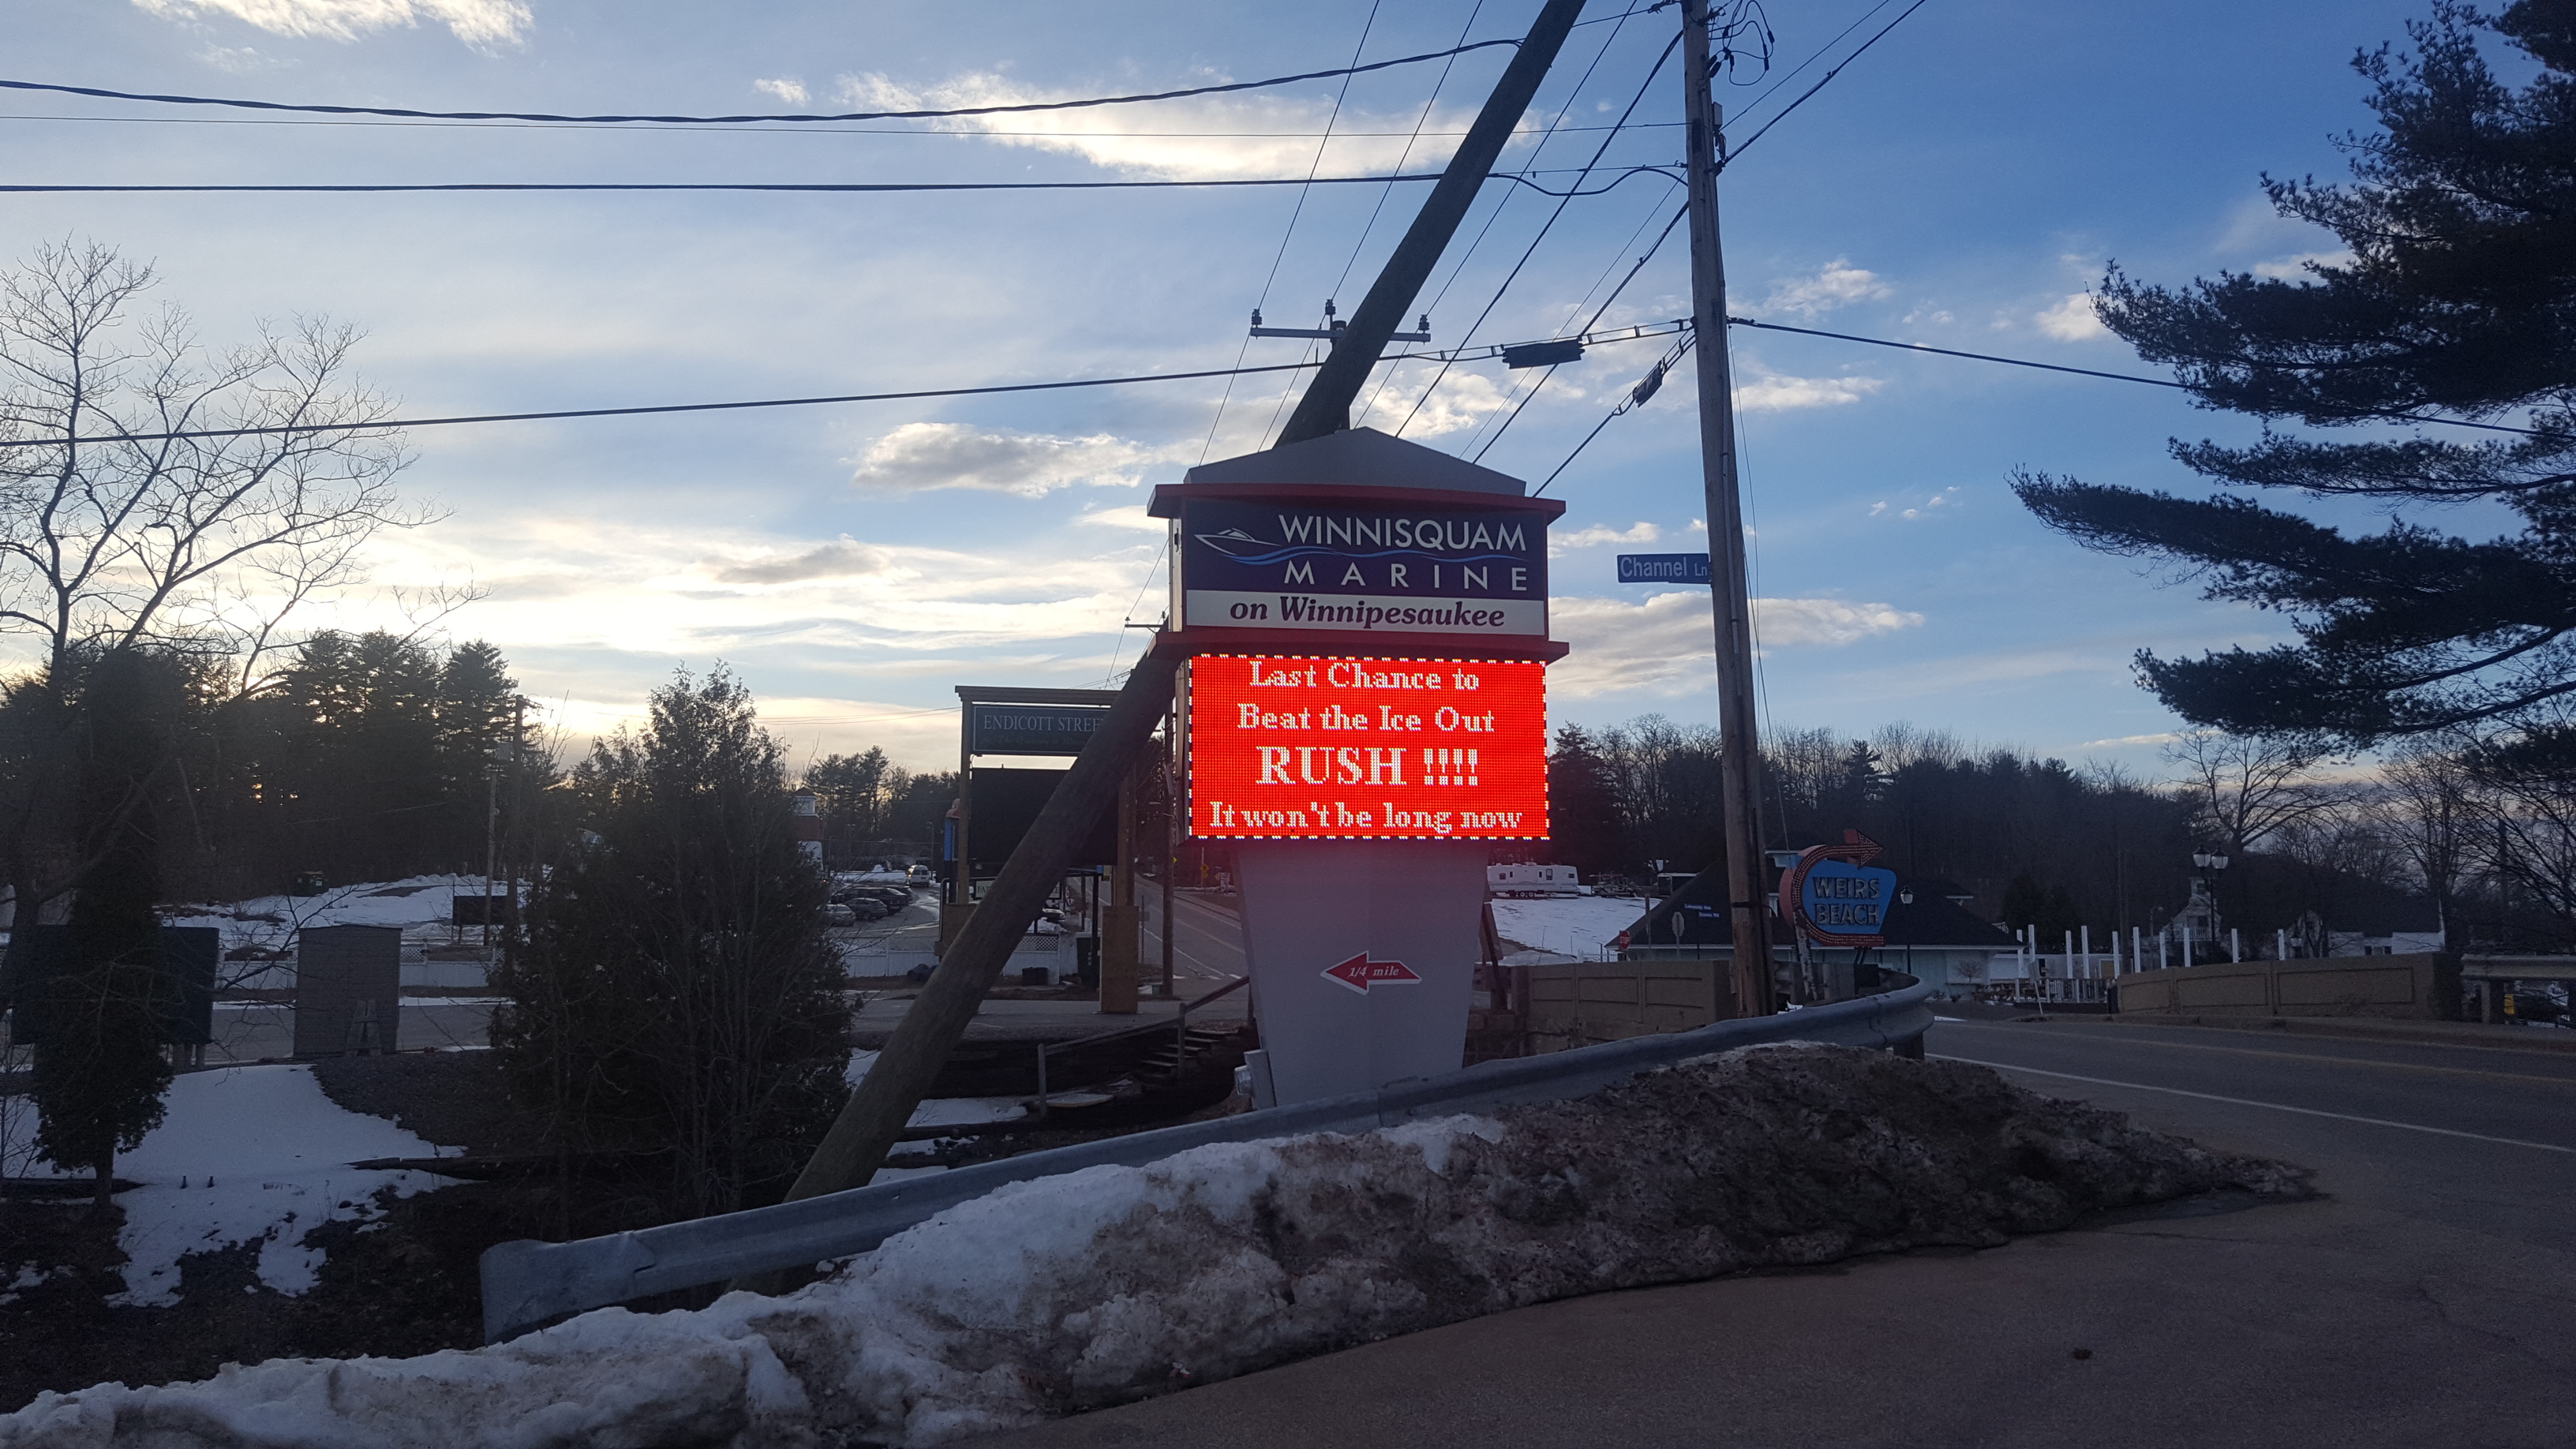 WINNISQUAM
MARINE
on Winnipesaukee
Last Chance to
Beat the Ice Out
RUSH !!!!
It won't be long now
1/4 mile
Channel Ln
ENDICOTT STREE
WEIRS
BEACH